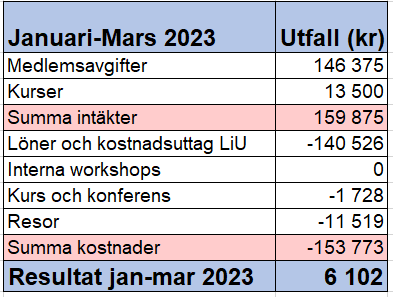 Januari-Mars 2023 Utfall (kr)
Medlemsavgifter 146 375
Kurser 13 500
Summa intäkter 159 875
Löner och kostnadsuttag LiU -140 526
Interna workshops 0
Kurs och konferens -1 728
Resor -11 519
Summa kostnader -153 773
Resultat jan-mar 2023 6 102